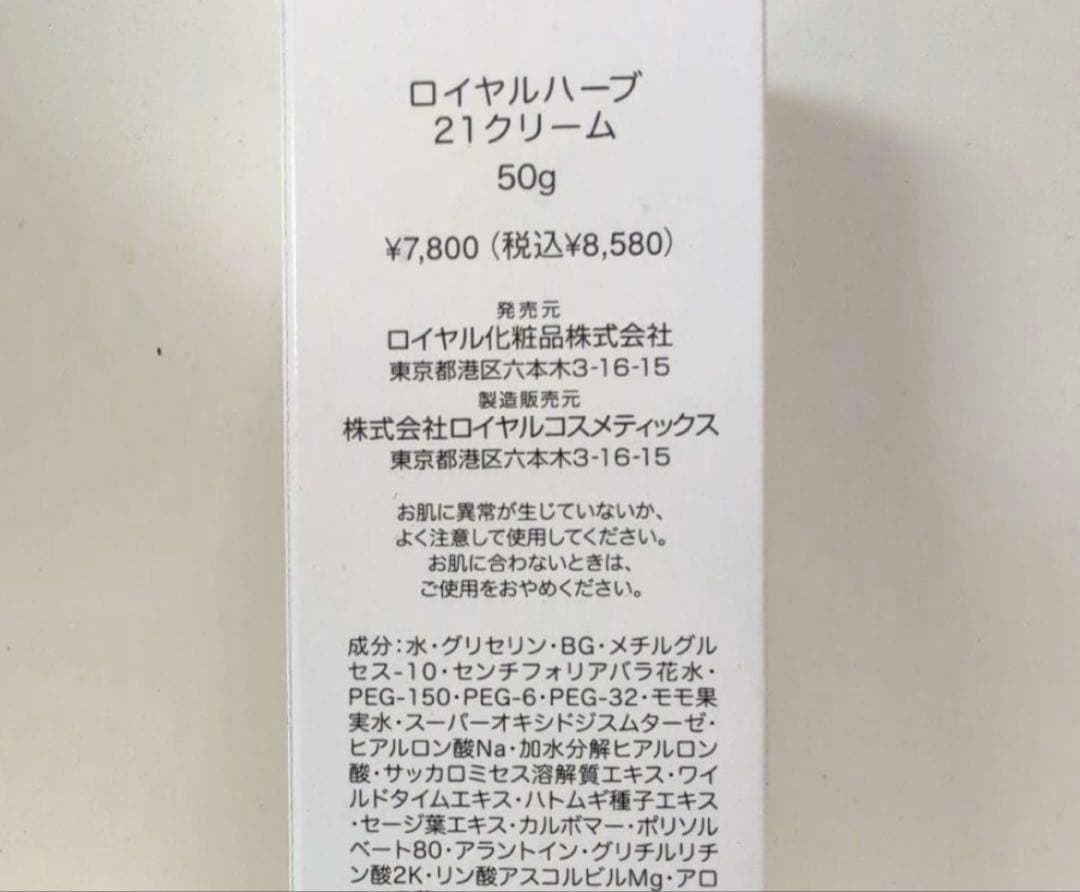 ロイヤルハーブ
21クリーム
50g
¥7,800（税込¥8,580）
発売元
ロイヤル化粧品株式会社
東京都港区六本木3-16-15
製造販売元
株式会社ロイヤルコスメティックス
東京都港区六本木3-16-15
お肌に異常が生じていないか、
よく注意して使用してください。
お肌に合わないときは、
ご使用をおやめください。
成分：水・グリセリン・BG・メチルグル
セス-10・センチフォリアバラ花水・
PEG-150・PEG-6・PEG-32・モモ果
実水・スーパーオキシドジスムターゼ・
ヒアルロン酸Na・加水分解ヒアルロン
酸・サッカロミセス溶解質エキス・ワイ
ルドタイムエキス・ハトムギ種子エキス
・セージ葉エキス・カルボマー・ポリソル
ベート80・アラントイン・グリチルリチ
ン酸2K・リン酸アスコルビルMg・アロ